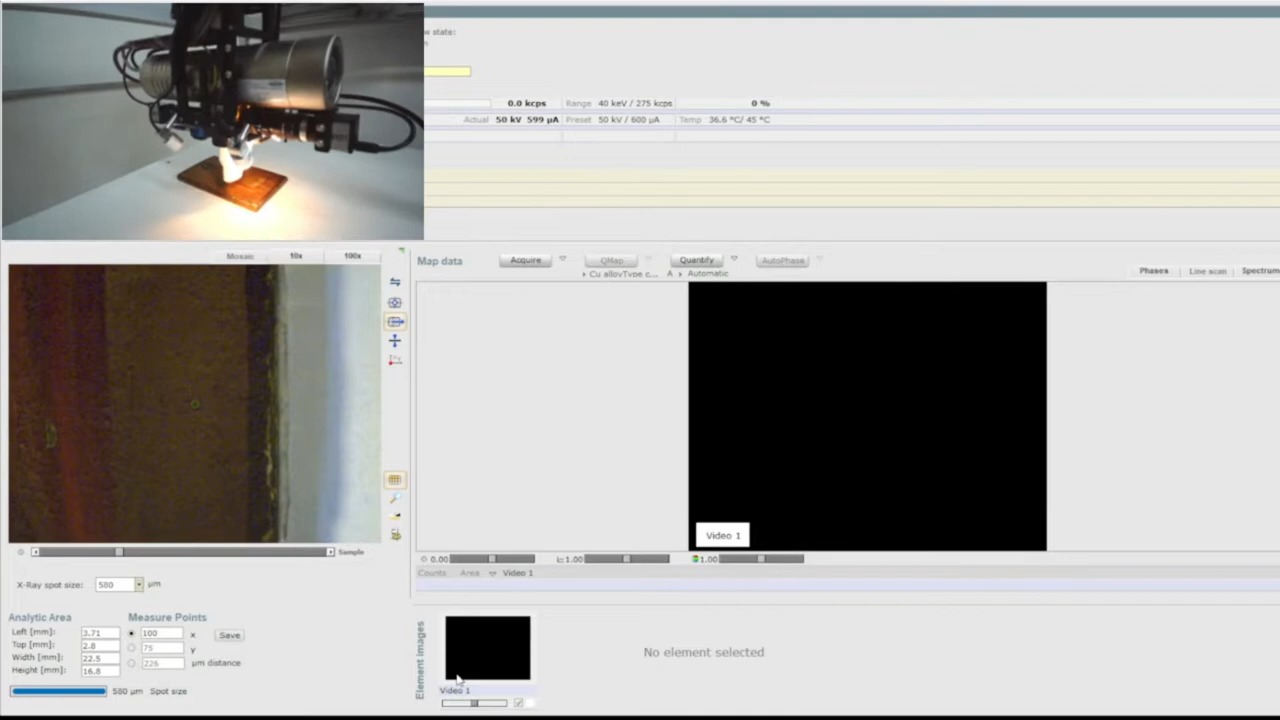 w state:
0.0 kcps Range 40 keV / 275 kcps 0 %
Actual 50 kV 599 µA Preset 50 kV / 600 µA Temp 36.6 °C/ 45 °C
Mosaic 10x 100x
Map data Acquire QMap Quantify AutoPhase
Cu alloyType c... A Automatic
Phases Line scan Spectrum
Video 1
Sample
0.00 1.00 1.00
Counts Area Video 1
X-Ray spot size: 580 µm
Analytic Area Measure Points
Left [mm]: 3.71 100 x Save
Top [mm]: 2.8 75 y
Width [mm]: 22.5 226 µm distance
Height [mm]: 16.8
580 µm Spot size
Element images
No element selected
Video 1